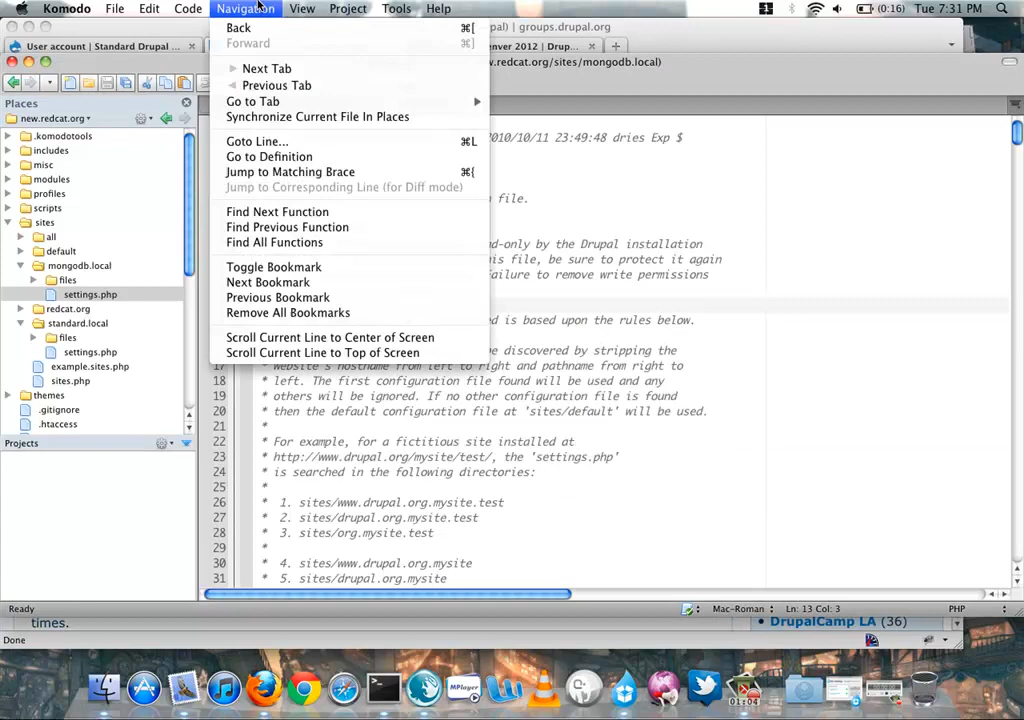 Komodo File Edit Code Navigation View Project Tools Help (0:16) Tue 7:31 PM
pal) | groups.drupal.org
User account | Standard Drupal ... erver 2012 | Drup...
w.redcat.org/sites/mongodb.local)
Places
new.redcat.org
.komodotools
includes
misc
modules
profiles
scripts
sites
all
default
mongodb.local
files
settings.php
redcat.org
standard.local
files
settings.php
example.sites.php
sites.php
themes
.gitignore
.htaccess
Projects
Back ⌘[
Forward ⌘]
Next Tab
Previous Tab
Go to Tab
Synchronize Current File In Places
Goto Line... ⌘L
Go to Definition
Jump to Matching Brace ⌘{
Jump to Corresponding Line (for Diff mode)
Find Next Function
Find Previous Function
Find All Functions
Toggle Bookmark
Next Bookmark
Previous Bookmark
Remove All Bookmarks
Scroll Current Line to Center of Screen
Scroll Current Line to Top of Screen
2010/10/11 23:49:48 dries Exp $
n file.
ad-only by the Drupal installation
his file, be sure to protect it again
failure to remove write permissions
ed is based upon the rules below.
be discovered by stripping the
17 * website's hostname from left to right and pathname from right to
18 * left. The first configuration file found will be used and any
19 * others will be ignored. If no other configuration file is found
20 * then the default configuration file at 'sites/default' will be used.
21 *
22 * For example, for a fictitious site installed at
23 * http://www.drupal.org/mysite/test/, the 'settings.php'
24 * is searched in the following directories:
25 *
26 * 1. sites/www.drupal.org.mysite.test
27 * 2. sites/drupal.org.mysite.test
28 * 3. sites/org.mysite.test
29 *
30 * 4. sites/www.drupal.org.mysite
31 * 5. sites/drupal.org.mysite
Ready Mac-Roman Ln: 13 Col: 3 PHP
times. • DrupalCamp LA (36)
Done
MPlayer
01:04